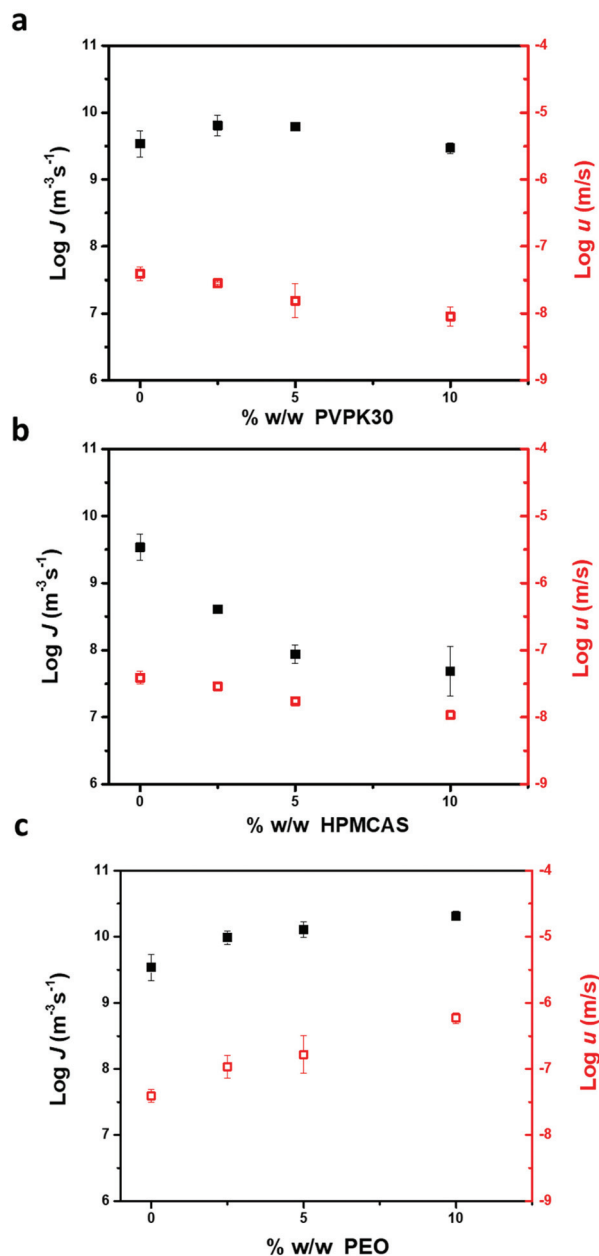 a
11
10
9
8
7
6
Log J (m⁻³s⁻¹)
-4
-5
-6
-7
-8
-9
Log u (m/s)
0 5 10
% w/w PVPK30
b
11
10
9
8
7
6
Log J (m⁻³s⁻¹)
-4
-5
-6
-7
-8
-9
Log u (m/s)
0 5 10
% w/w HPMCAS
c
11
10
9
8
7
6
Log J (m⁻³s⁻¹)
-4
-5
-6
-7
-8
-9
Log u (m/s)
0 5 10
% w/w PEO